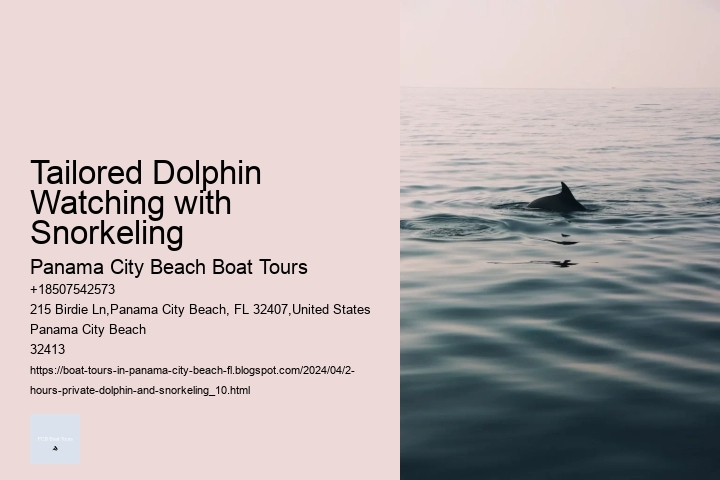 Tailored Dolphin
Watching with
Snorkeling
Panama City Beach Boat Tours
+18507542573
215 Birdie Ln,Panama City Beach, FL 32407,United States
Panama City Beach
32413
https://boat-tours-in-panama-city-beach-fl.blogspot.com/2024/04/2-
hours-private-dolphin-and-snorkeling_10.html